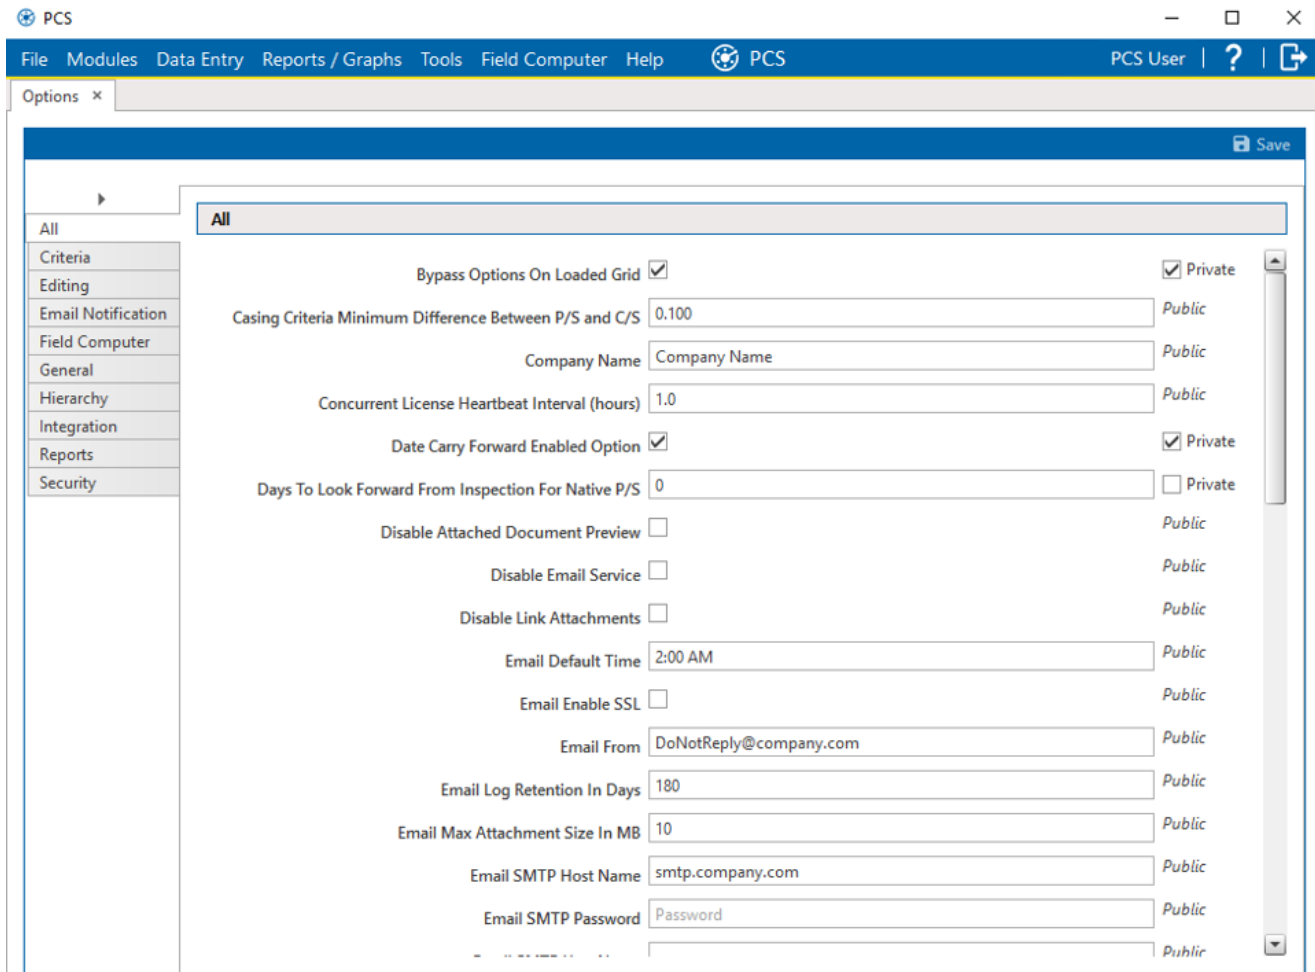 PCS
File Modules Data Entry Reports / Graphs Tools Field Computer Help PCS PCS User ?
Options ×
Save
All
Criteria
Editing
Email Notification
Field Computer
General
Hierarchy
Integration
Reports
Security
All
Bypass Options On Loaded Grid Private
Casing Criteria Minimum Difference Between P/S and C/S 0.100 Public
Company Name Company Name Public
Concurrent License Heartbeat Interval (hours) 1.0 Public
Date Carry Forward Enabled Option Private
Days To Look Forward From Inspection For Native P/S 0 Private
Disable Attached Document Preview Public
Disable Email Service Public
Disable Link Attachments Public
Email Default Time 2:00 AM Public
Email Enable SSL Public
Email From DoNotReply@company.com Public
Email Log Retention In Days 180 Public
Email Max Attachment Size In MB 10 Public
Email SMTP Host Name smtp.company.com Public
Email SMTP Password Password Public
Public